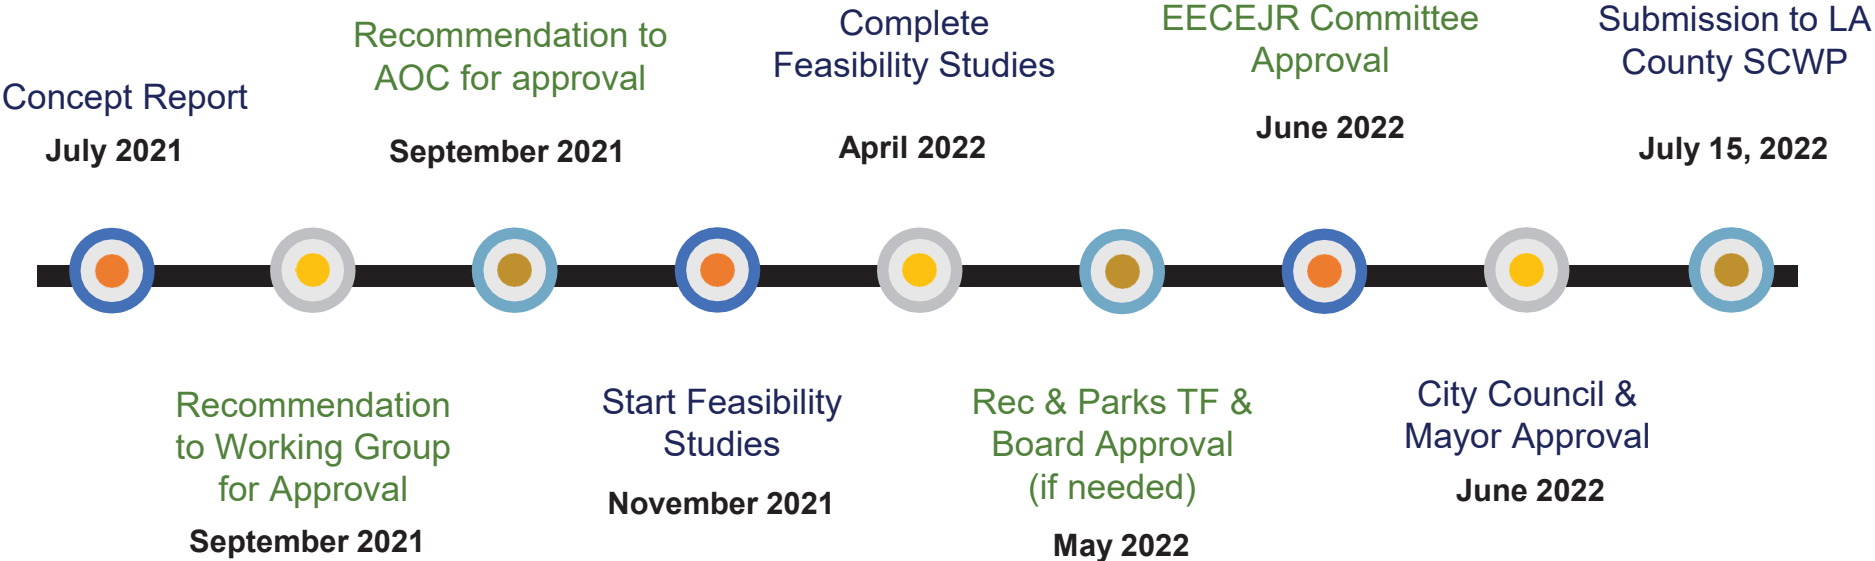 Concept Report
July 2021
Recommendation
to Working Group
for Approval
September 2021
Recommendation to
AOC for approval
September 2021
Start Feasibility
Studies
November 2021
Complete
Feasibility Studies
April 2022
Rec & Parks TF &
Board Approval
(if needed)
May 2022
EECEJR Committee
Approval
June 2022
City Council &
Mayor Approval
June 2022
Submission to LA
County SCWP
July 15, 2022